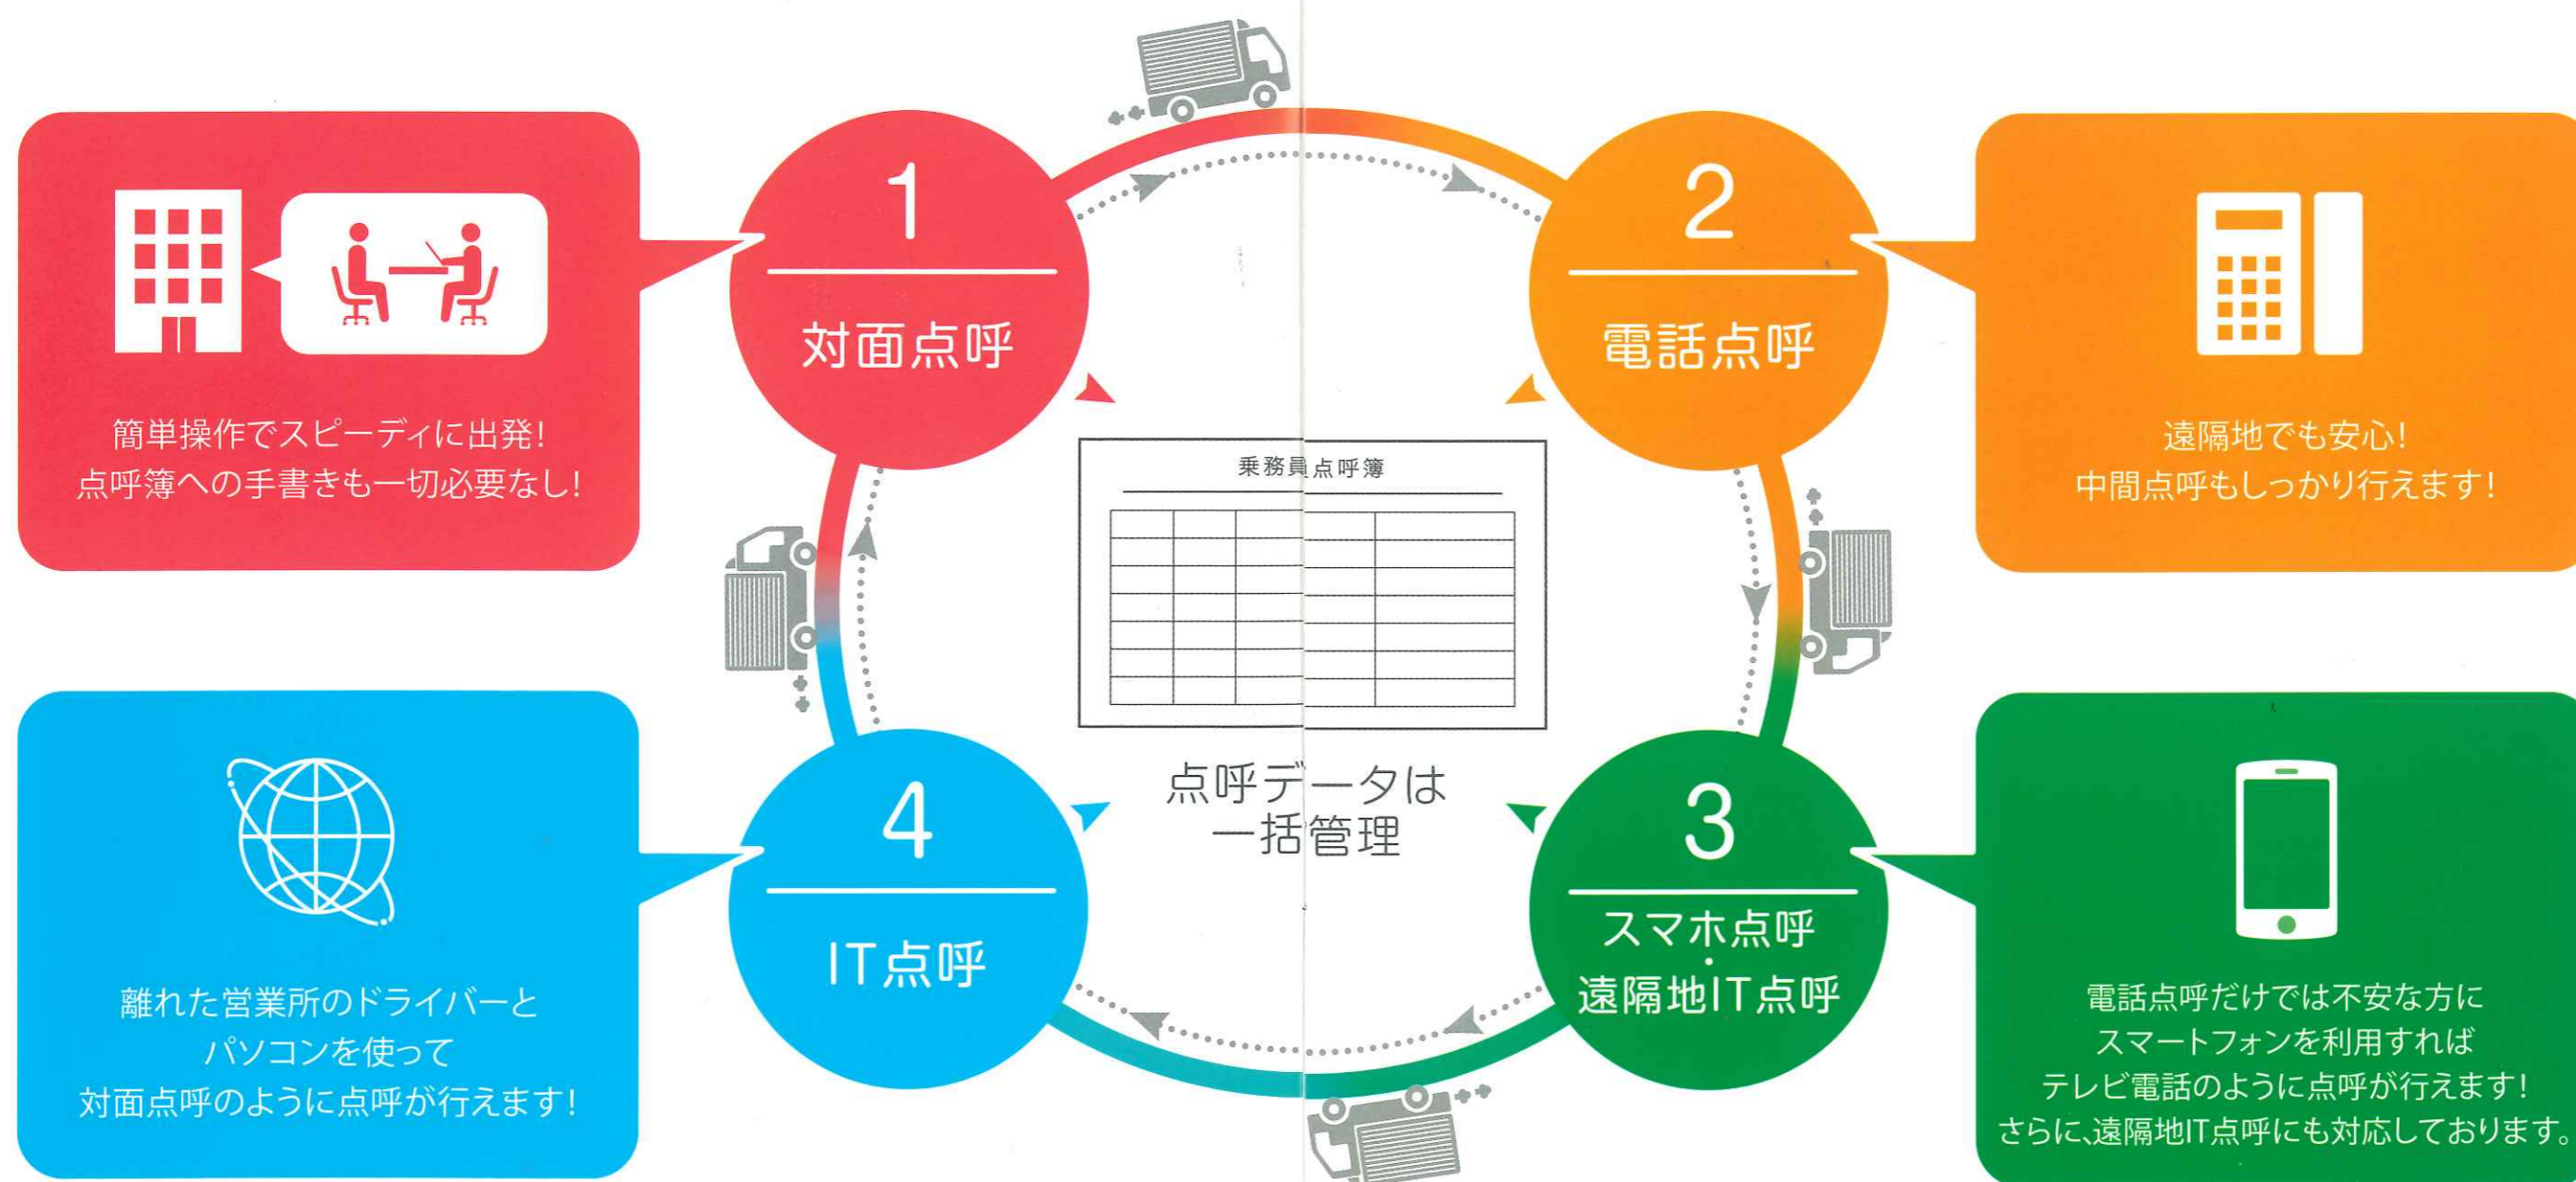 1
対面点呼
簡単操作でスピーディに出発！
点呼簿への手書きも一切必要なし！
2
電話点呼
遠隔地でも安心！
中間点呼もしっかり行えます！
乗務員点呼簿
点呼データは
一括管理
4
IT点呼
離れた営業所のドライバーと
パソコンを使って
対面点呼のように点呼が行えます！
3
スマホ点呼
・
遠隔地IT点呼
電話点呼だけでは不安な方に
スマートフォンを利用すれば
テレビ電話のように点呼が行えます！
さらに、遠隔地IT点呼にも対応しております。